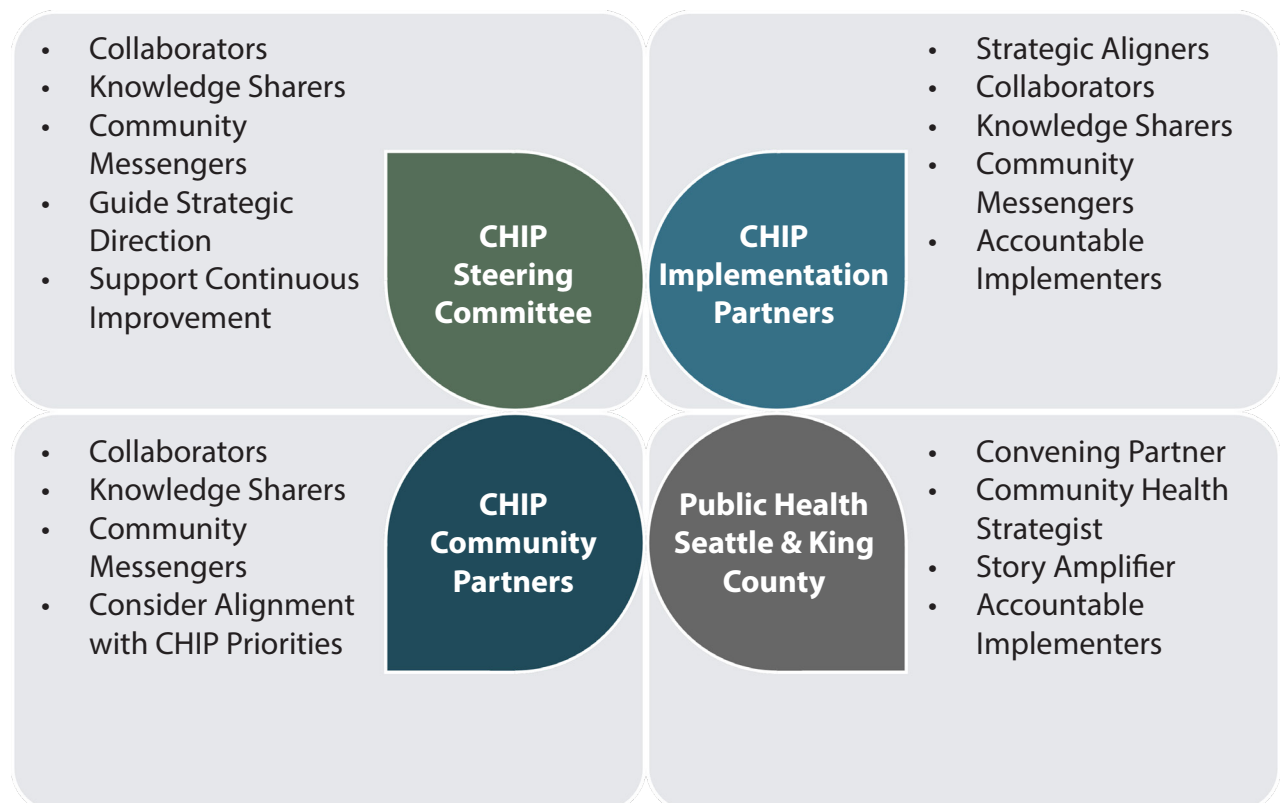 • Collaborators
• Knowledge Sharers
• Community
Messengers
• Guide Strategic
Direction
• Support Continuous
Improvement
CHIP
Steering
Committee
CHIP
Implementation
Partners
• Strategic Aligners
• Collaborators
• Knowledge Sharers
• Community
Messengers
• Accountable
Implementers
• Collaborators
• Knowledge Sharers
• Community
Messengers
• Consider Alignment
with CHIP Priorities
CHIP
Community
Partners
Public Health
Seattle & King
County
• Convening Partner
• Community Health
Strategist
• Story Amplifier
• Accountable
Implementers